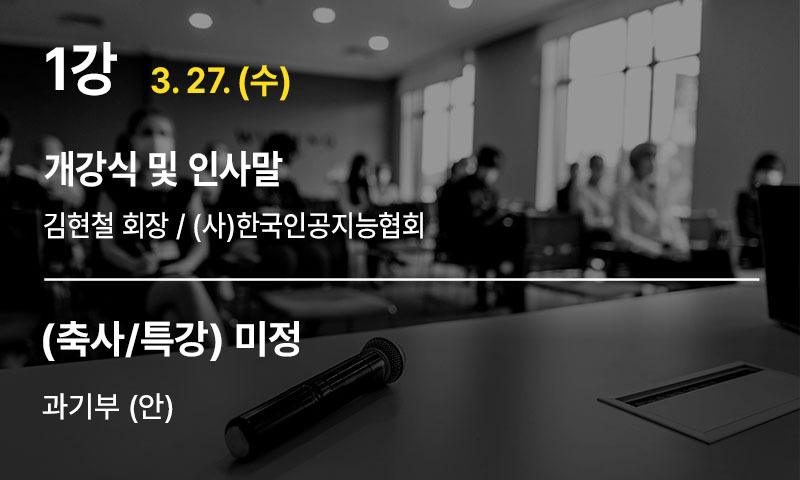 1강 3. 27. (수)
개강식 및 인사말
김현철 회장 / (사)한국인공지능협회
(축사/특강) 미정
과기부 (안)